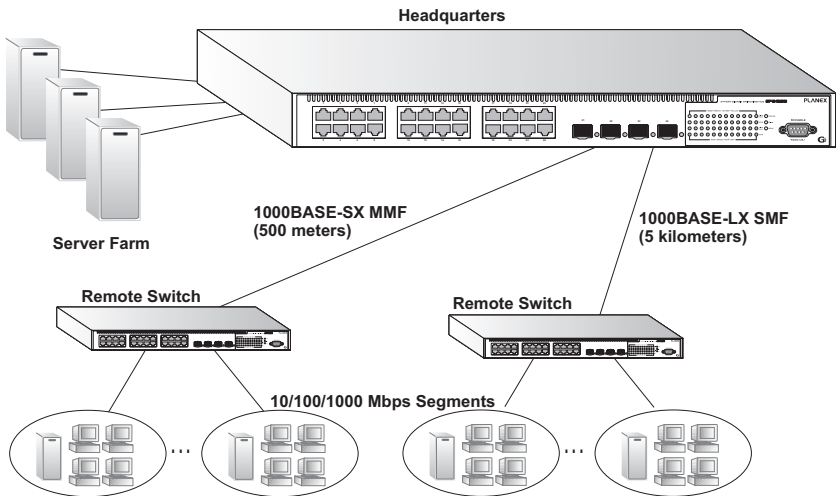 Headquarters
PLANEX
1000BASE-SX MMF
(500 meters)
1000BASE-LX SMF
(5 kilometers)
Server Farm
Remote Switch
Remote Switch
10/100/1000 Mbps Segments
...
...